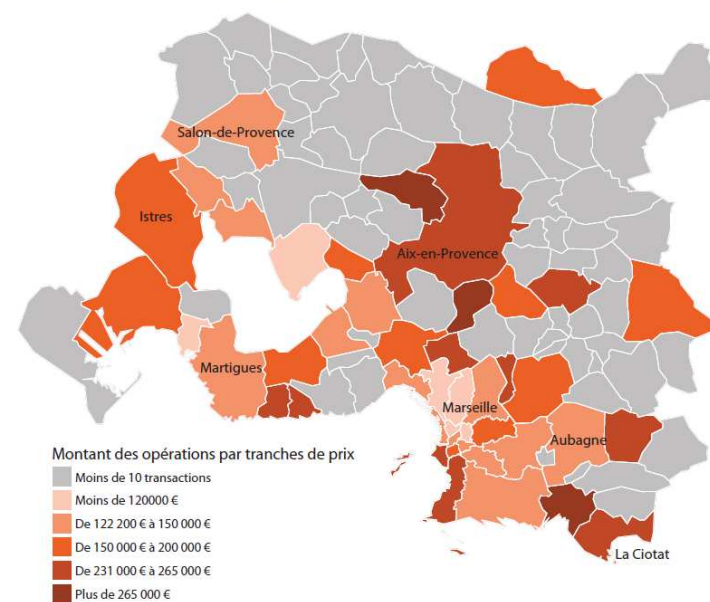 Salon-de-Provence
Istres
Aix-en-Provence
Martigues
Marseille
Aubagne
Montant des opérations par tranches de prix
Moins de 10 transactions
Moins de 120000 €
De 122 200 € à 150 000 €
De 150 000 € à 200 000 €
De 231 000 € à 265 000 €
Plus de 265 000 €
La Ciotat